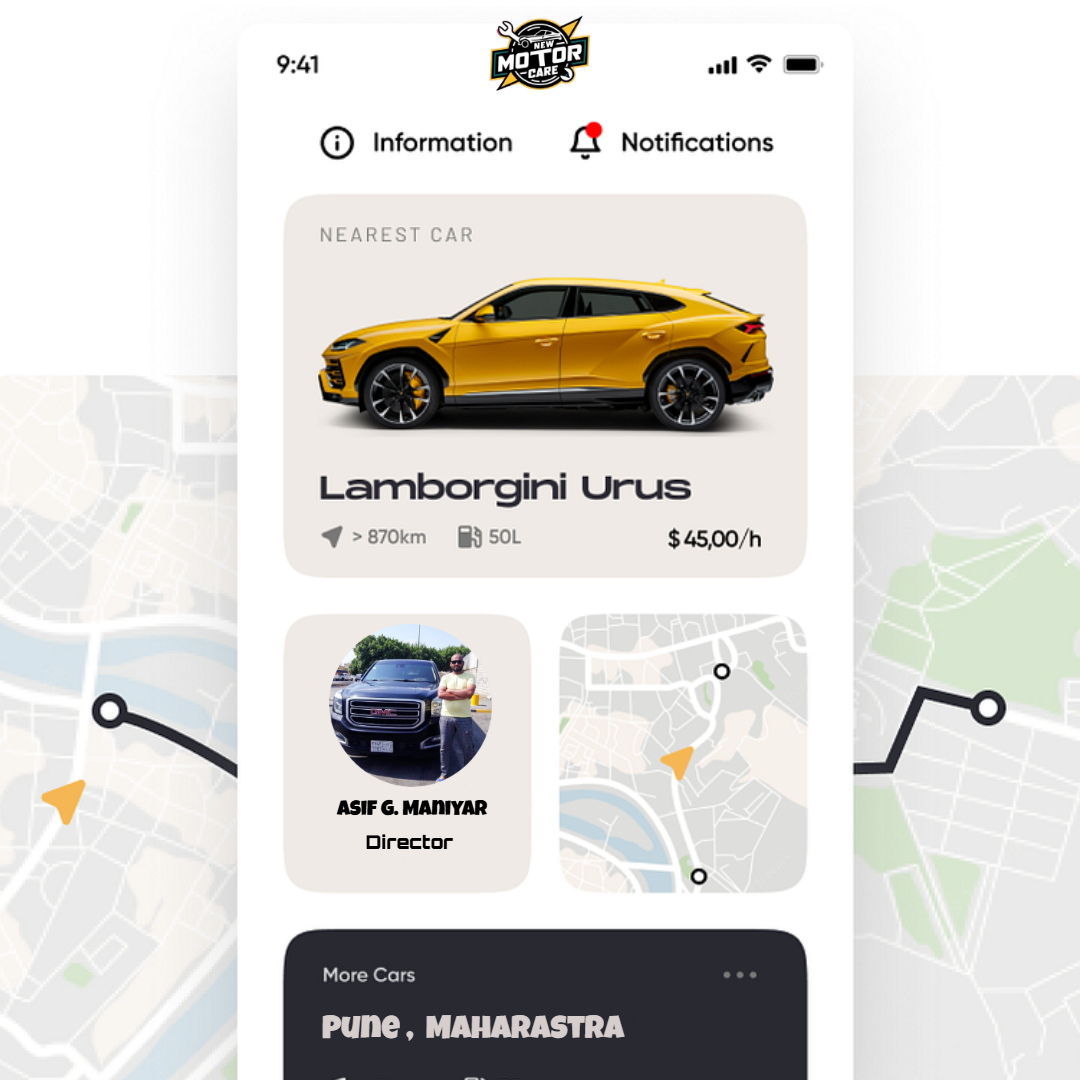 9:41
NEW
MOTOR
CARE
Information
Notifications
NEAREST CAR
Lamborgini Urus
> 870km
50L
$ 45,00/h
GMC
ASIF G. MANIYAR
Director
More Cars
Pune , MAHARASTRA